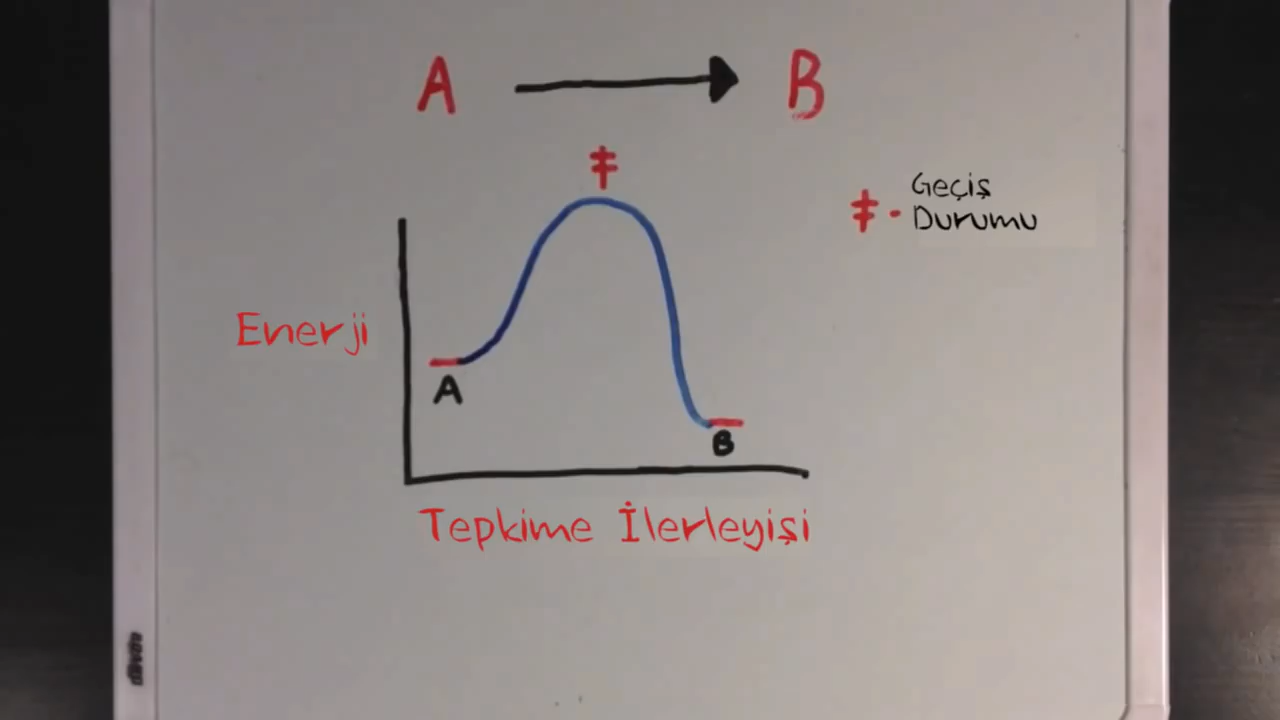 A → B
‡
‡ - Geçiş
Durumu
Enerji
A
B
Tepkime İlerleyişi